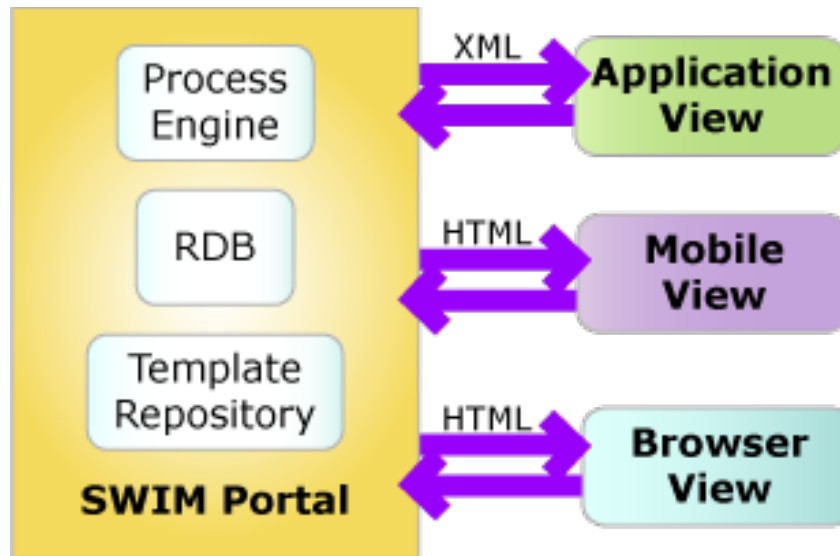 Process
Engine
RDB
Template
Repository
SWIM Portal
XML
Application
View
HTML
Mobile
View
HTML
Browser
View